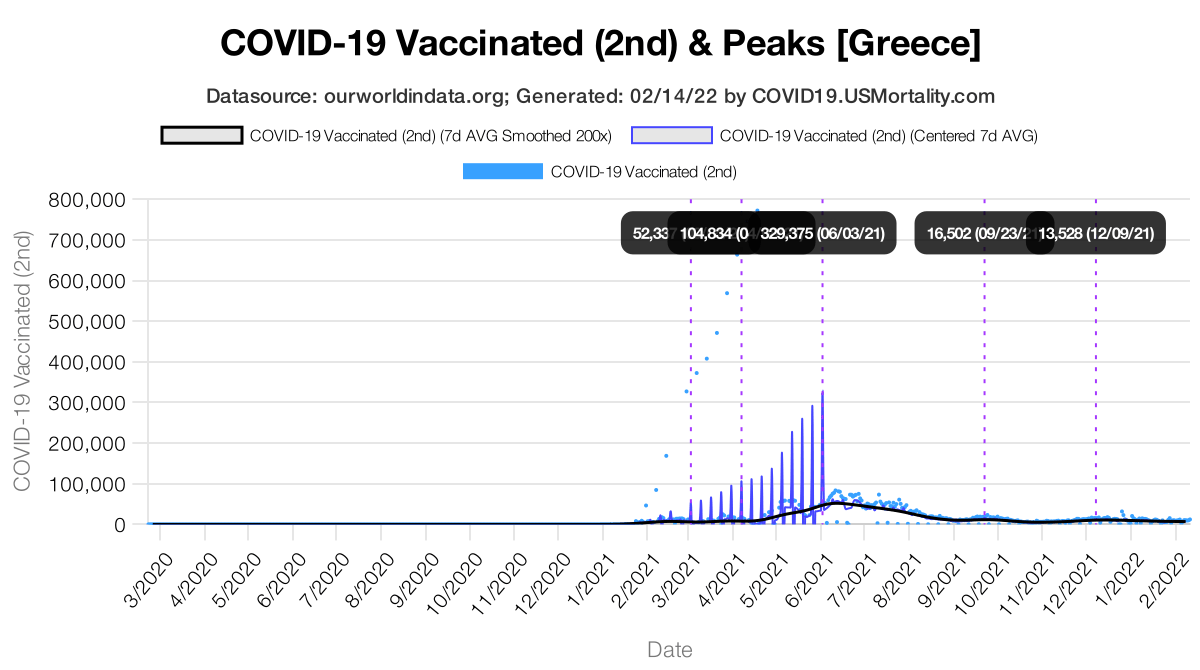 COVID-19 Vaccinated (2nd) & Peaks [Greece]
Datasource: ourworldindata.org; Generated: 02/14/22 by COVID19.USMortality.com
COVID-19 Vaccinated (2nd) (7d AVG Smoothed 200x) COVID-19 Vaccinated (2nd) (Centered 7d AVG)
COVID-19 Vaccinated (2nd)
COVID-19 Vaccinated (2nd)
800,000
700,000
600,000
500,000
400,000
300,000
200,000
100,000
0
104,834 329,375 (06/03/21) 16,502 13,528 (12/09/21)
3/2020 4/2020 5/2020 6/2020 7/2020 8/2020 9/2020 10/2020 11/2020 12/2020 1/2021 2/2021 3/2021 4/2021 5/2021 6/2021 7/2021 8/2021 9/2021 10/2021 11/2021 12/2021 1/2022 2/2022
Date